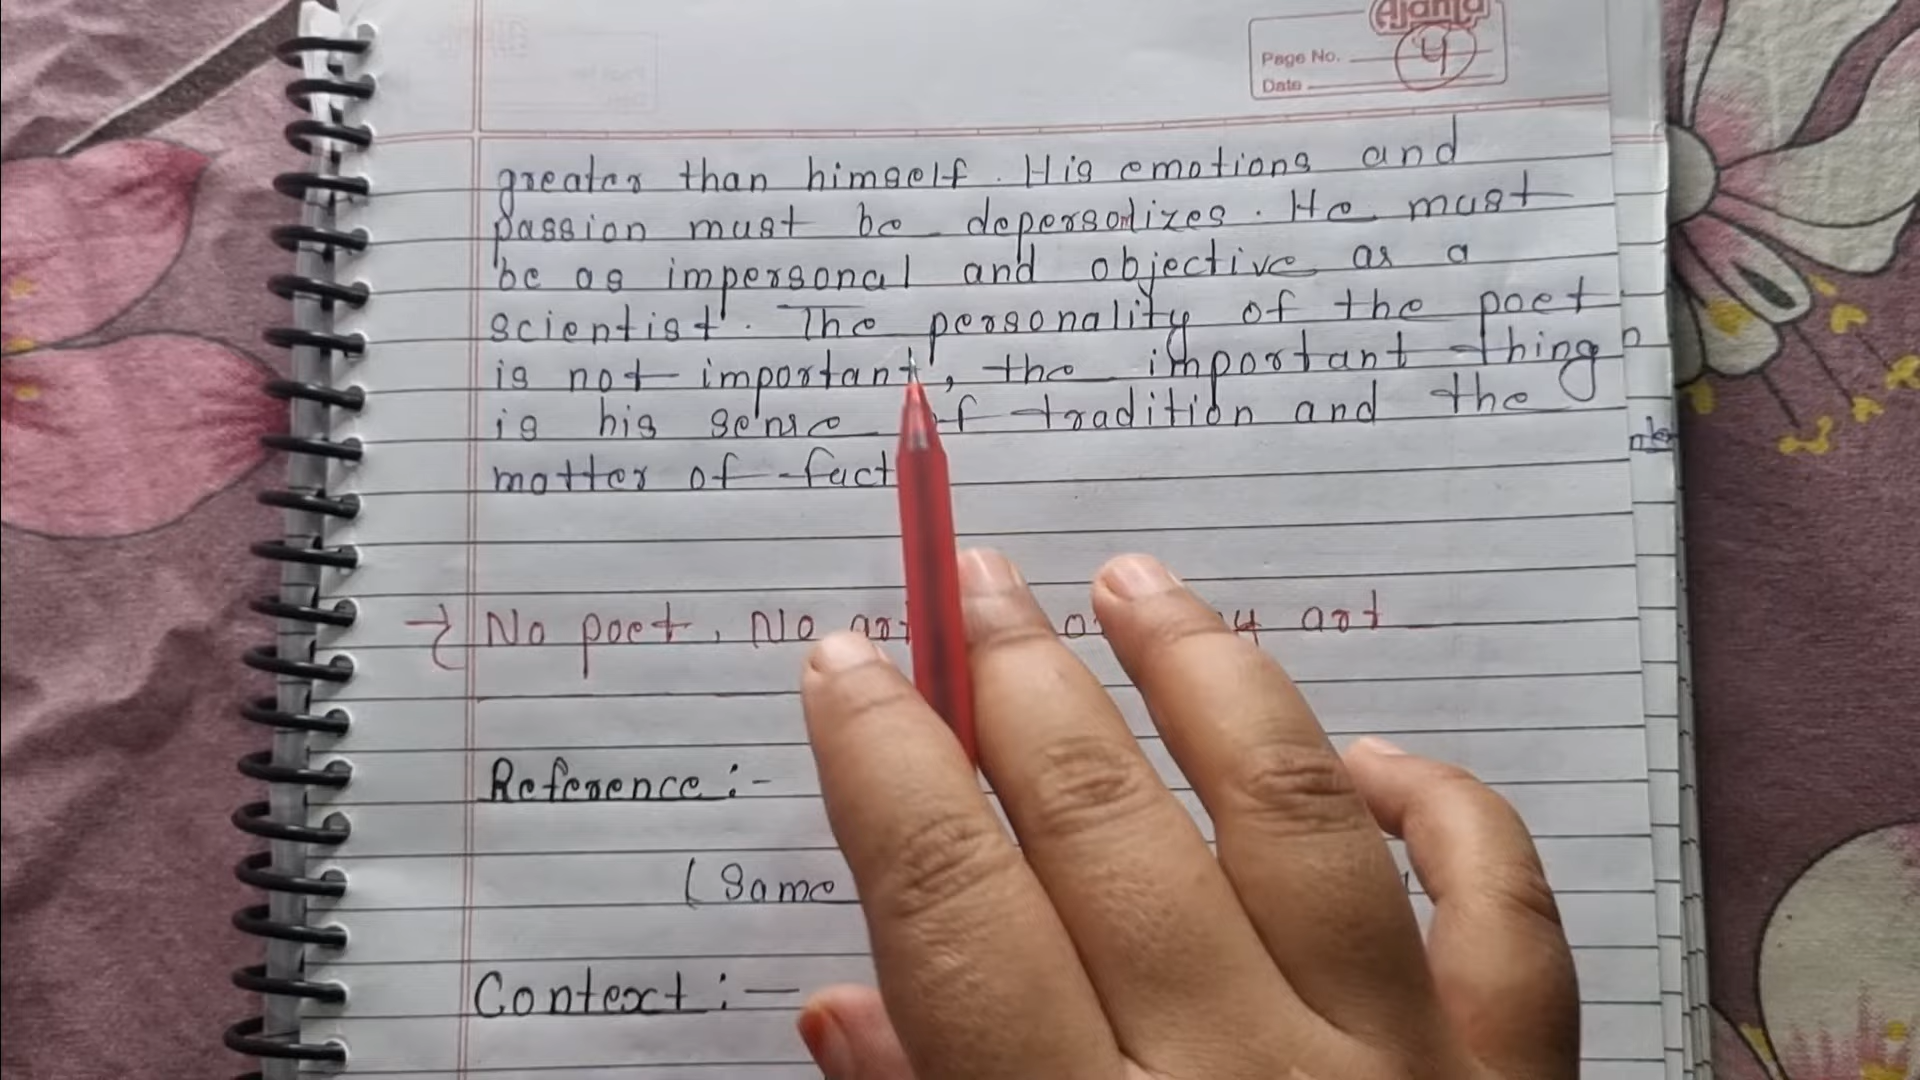 Ajanta
Page No. 4
Date
greater than himself. His emotions and
passion must be depersonlizes. He must
be as impersonal and objective as a
scientist. The personality of the poet
is not important, the important thing
is his sense of tradition and the
matter of fact
No poet, No art
art
Reference :-
(Same
Context :-